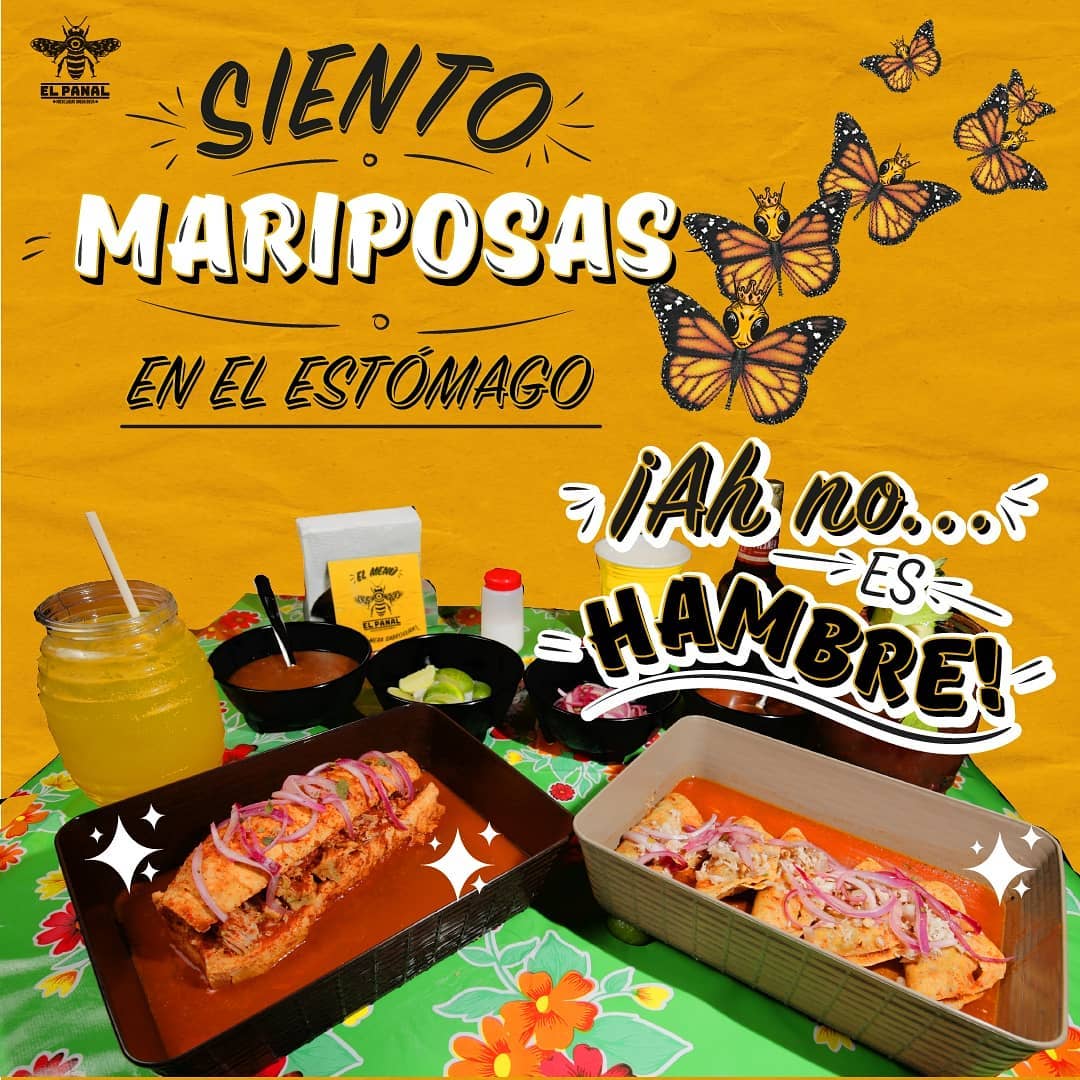 EL PANAL
SIENTO
MARIPOSAS
EN EL ESTÓMAGO
¡Ah no...
ES
HAMBRE!
EL MENÚ
EL PANAL